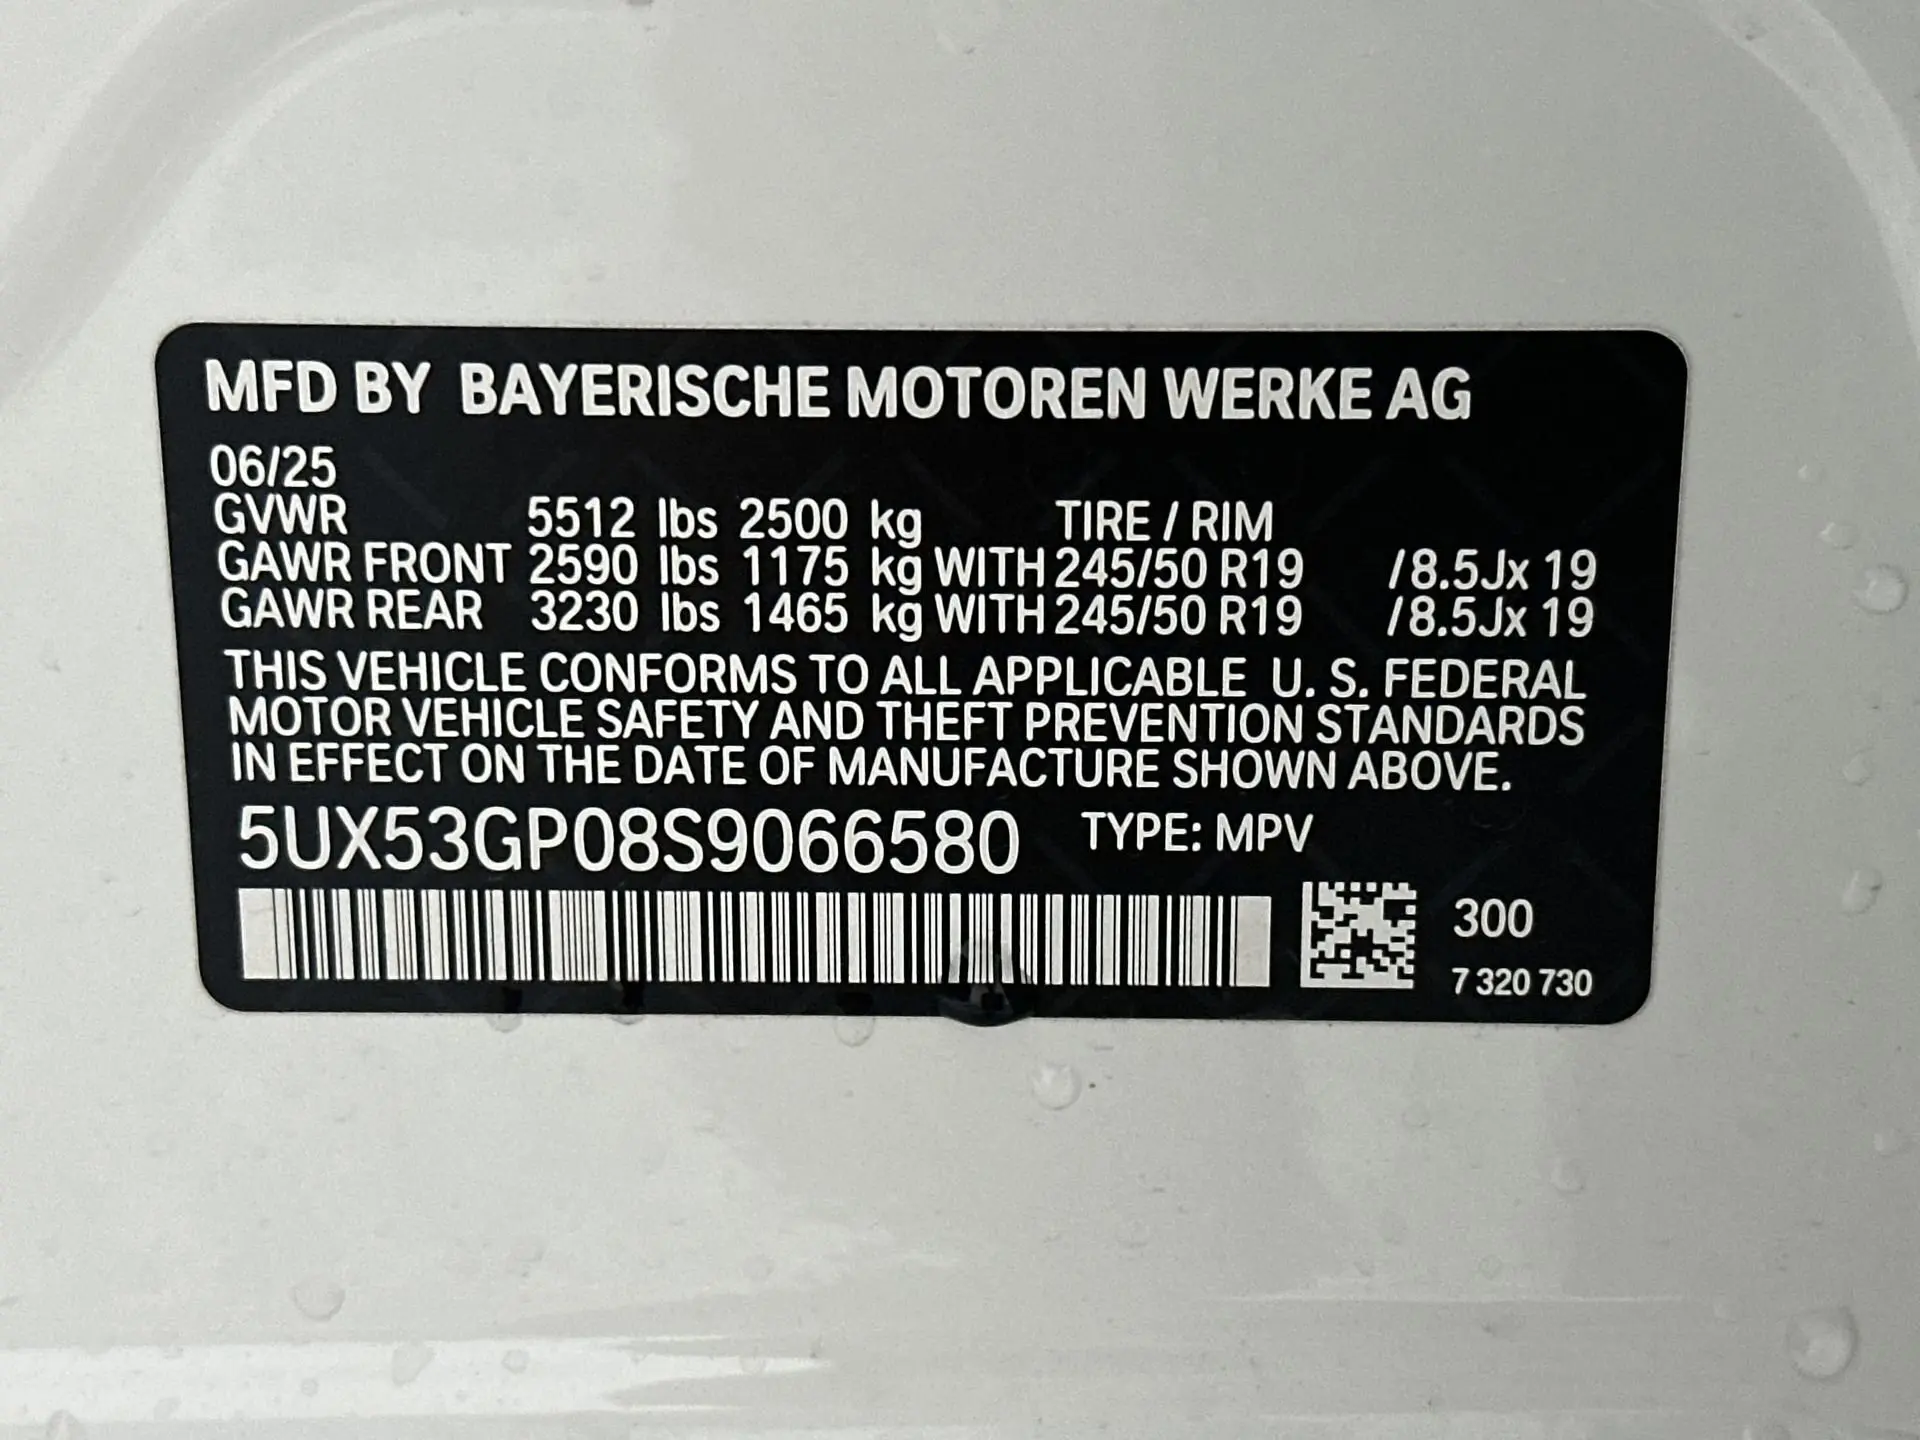 MFD BY BAYERISCHE MOTOREN WERKE AG
06/25
GVWR 5512 lbs 2500 kg TIRE / RIM
GAWR FRONT 2590 lbs 1175 kg WITH 245/50 R19 /8.5Jx 19
GAWR REAR 3230 lbs 1465 kg WITH 245/50 R19 /8.5Jx 19
THIS VEHICLE CONFORMS TO ALL APPLICABLE U. S. FEDERAL
MOTOR VEHICLE SAFETY AND THEFT PREVENTION STANDARDS
IN EFFECT ON THE DATE OF MANUFACTURE SHOWN ABOVE.
5UX53GP08S9066580 TYPE: MPV
300
7 320 730